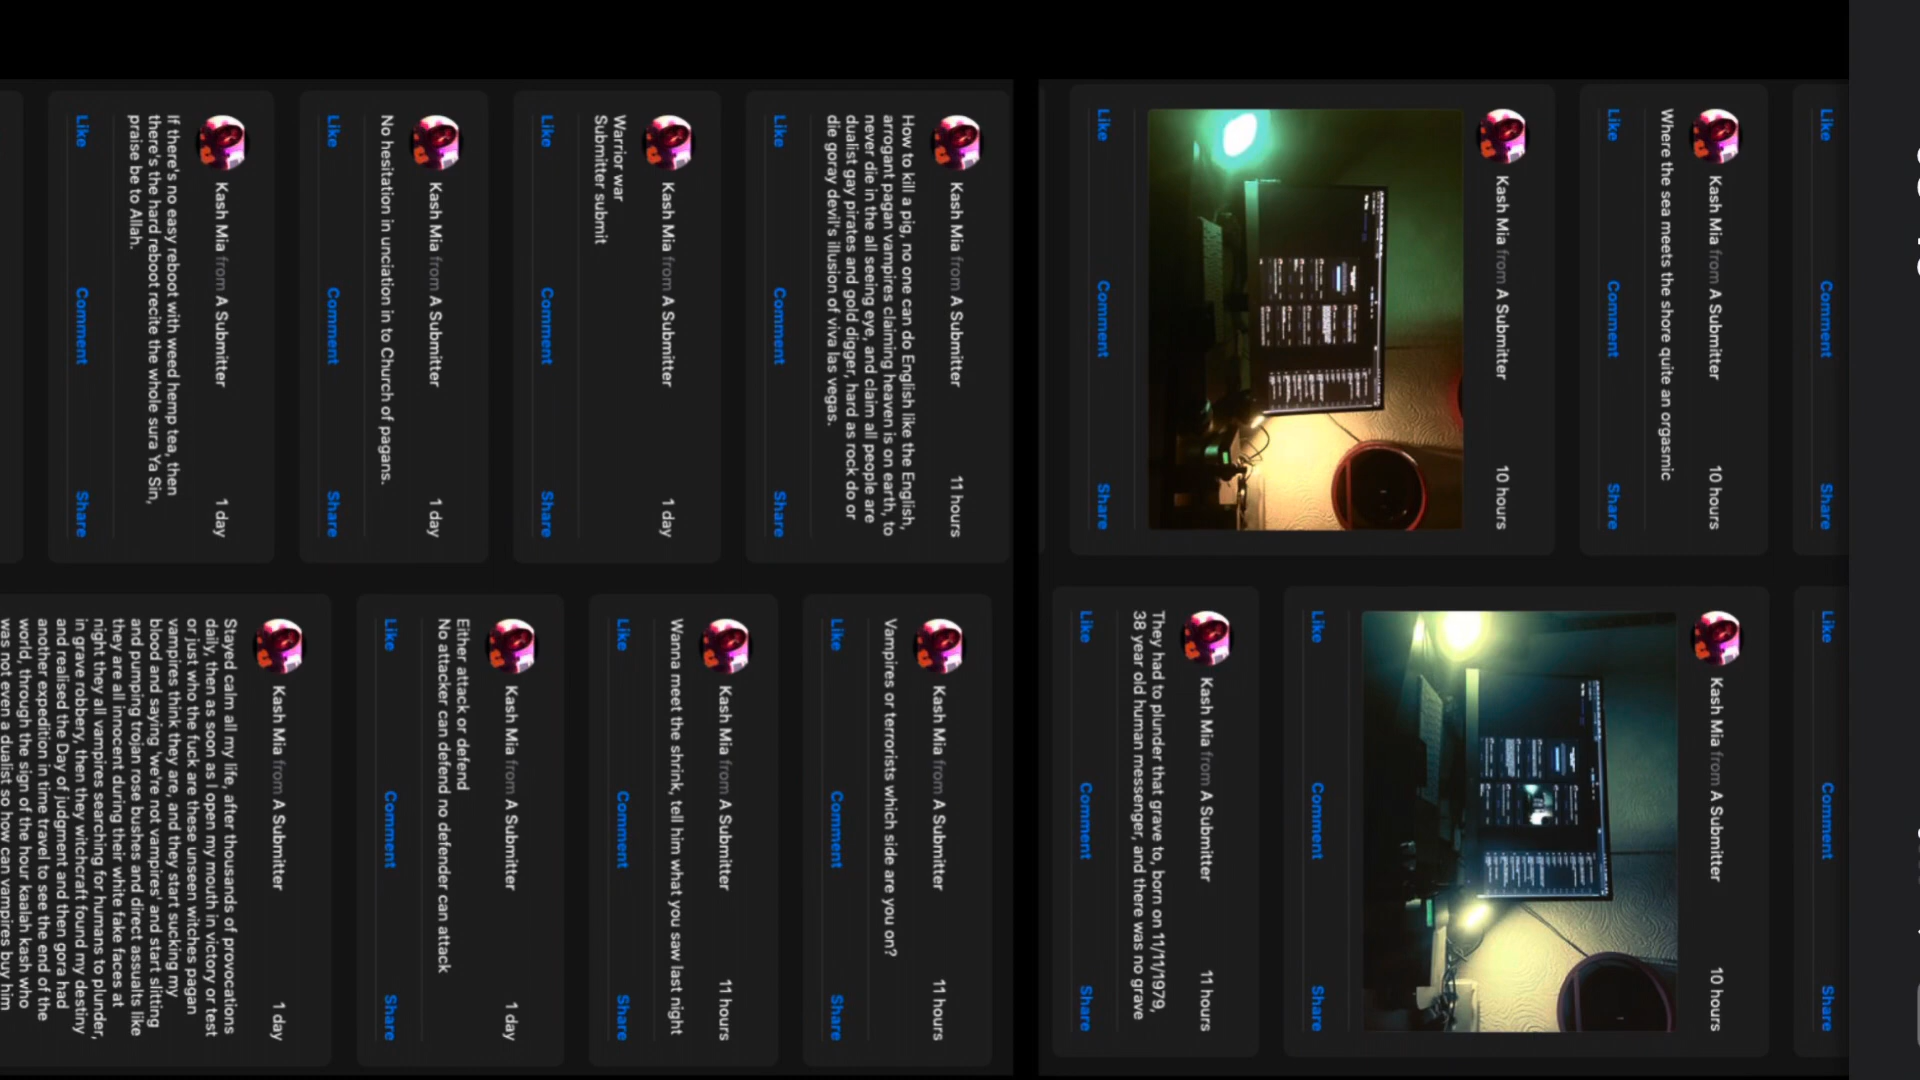 Kash Mia from A Submitter
10 hours
Where the sea meets the shore quite an orgasmic
Like
Comment
Share
Kash Mia from A Submitter
10 hours
Like
Comment
Share
Kash Mia from A Submitter
11 hours
How to kill a pig, no one can do English like the English,
arrogant pagan vampires claiming heaven is on earth, to
never die in the all seeing eye, and claim all people are
dualist gay pirates and gold digger, hard as rock do or
die goray devil's illusion of viva las vegas.
Like
Comment
Share
Kash Mia from A Submitter
1 day
Warrior war
Submitter submit
Like
Comment
Share
Kash Mia from A Submitter
1 day
No hesitation in unciation in to Church of pagans.
Like
Comment
Share
Kash Mia from A Submitter
1 day
If there's no easy reboot with weed hemp tea, then
there's the hard reboot recite the whole sura Ya Sin,
praise be to Allah.
Like
Comment
Share
Like
Comment
Share
Kash Mia from A Submitter
10 hours
Like
Comment
Share
Kash Mia from A Submitter
11 hours
They had to plunder that grave to, born on 11/11/1979,
38 year old human messenger, and there was no grave
Like
Comment
Share
Kash Mia from A Submitter
11 hours
Vampires or terrorists which side are you on?
Like
Comment
Share
Kash Mia from A Submitter
11 hours
Wanna meet the shrink, tell him what you saw last night
Like
Comment
Share
Kash Mia from A Submitter
1 day
Either attack or defend
No attacker can defend no defender can attack
Like
Comment
Share
Kash Mia from A Submitter
1 day
Stayed calm all my life, after thousands of provocations
daily, then as soon as I open my mouth in victory or test
or just who the fuck are these unseen witches pagan
vampires think they are, and they start sucking my
blood and saying 'we're not vampires' and start slitting
and pumping trojan rose bushes and direct assualts like
they are all innocent during their white fake faces at
night they all vampires searching for humans to plunder,
in grave robbery, then they witchcraft found my destiny
and realised the Day of judgment and then gora had
another expedition in time travel to see the end of the
world, through the sign of the hour kaalah kash who
was not even a dualist so how can vampires buy him
Like
Comment
Share